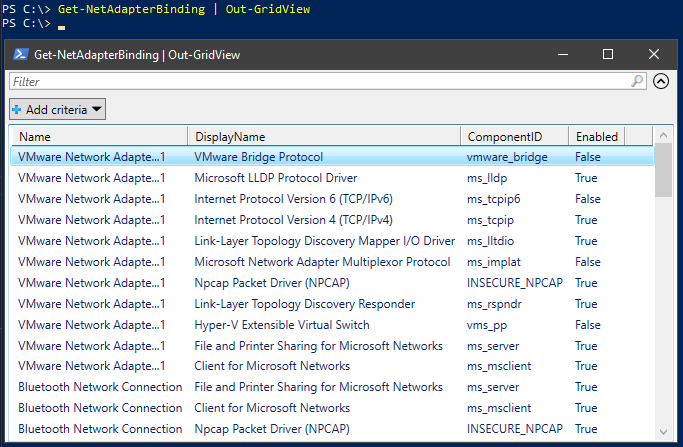 PS C:\> Get-NetAdapterBinding | Out-GridView
PS C:\>
Get-NetAdapterBinding | Out-GridView
Filter
Add criteria
Name DisplayName ComponentID Enabled
VMware Network Adapte...1 VMware Bridge Protocol vmware_bridge False
VMware Network Adapte...1 Microsoft LLDP Protocol Driver ms_lldp True
VMware Network Adapte...1 Internet Protocol Version 6 (TCP/IPv6) ms_tcpip6 False
VMware Network Adapte...1 Internet Protocol Version 4 (TCP/IPv4) ms_tcpip True
VMware Network Adapte...1 Link-Layer Topology Discovery Mapper I/O Driver ms_lltdio True
VMware Network Adapte...1 Microsoft Network Adapter Multiplexor Protocol ms_implat False
VMware Network Adapte...1 Npcap Packet Driver (NPCAP) INSECURE_NPCAP True
VMware Network Adapte...1 Link-Layer Topology Discovery Responder ms_rspndr True
VMware Network Adapte...1 Hyper-V Extensible Virtual Switch vms_pp False
VMware Network Adapte...1 File and Printer Sharing for Microsoft Networks ms_server True
VMware Network Adapte...1 Client for Microsoft Networks ms_msclient True
Bluetooth Network Connection File and Printer Sharing for Microsoft Networks ms_server True
Bluetooth Network Connection Client for Microsoft Networks ms_msclient True
Bluetooth Network Connection Npcap Packet Driver (NPCAP) INSECURE_NPCAP True